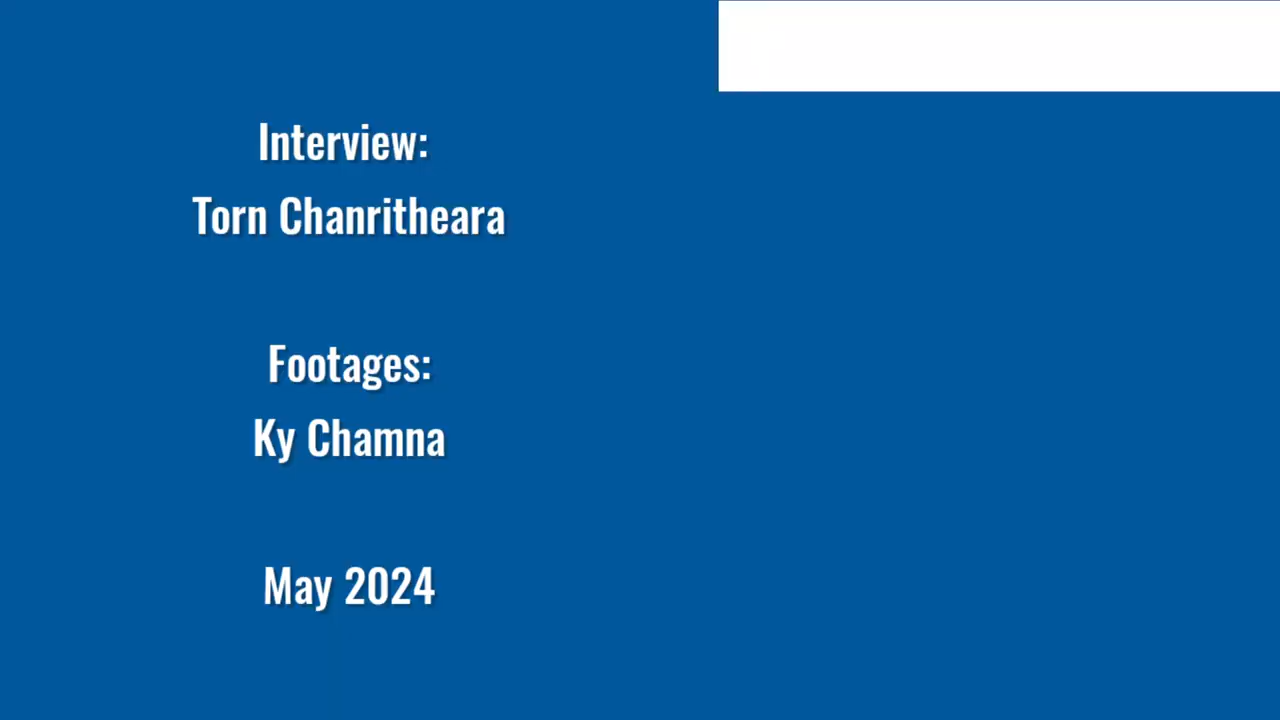 Interview:
Torn Chanritheara
Footages:
Ky Chamna
May 2024